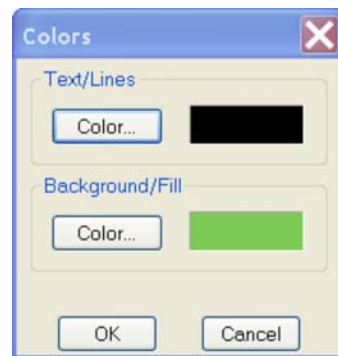 Colors
Text/Lines
Color...
Background/Fill
Color...
OK Cancel